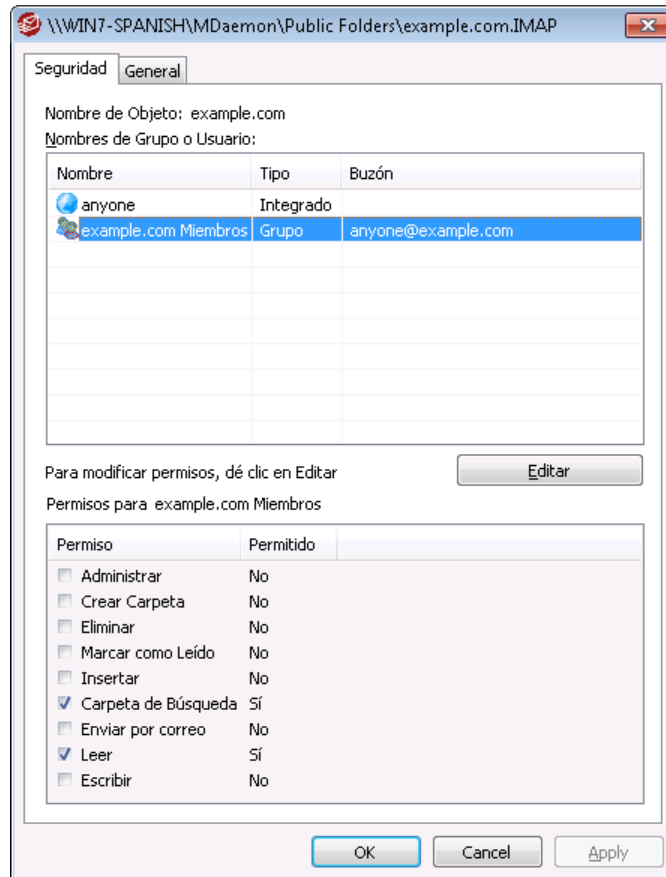 \\WIN7-SPANISH\MDaemon\Public Folders\example.com.IMAP
Seguridad General
Nombre de Objeto: example.com
Nombres de Grupo o Usuario:
Nombre Tipo Buzón
anyone Integrado
example.com Miembros Grupo anyone@example.com
Para modificar permisos, dé clic en Editar Editar
Permisos para example.com Miembros
Permiso Permitido
Administrar No
Crear Carpeta No
Eliminar No
Marcar como Leído No
Insertar No
Carpeta de Búsqueda Sí
Enviar por correo No
Leer Sí
Escribir No
OK Cancel Apply